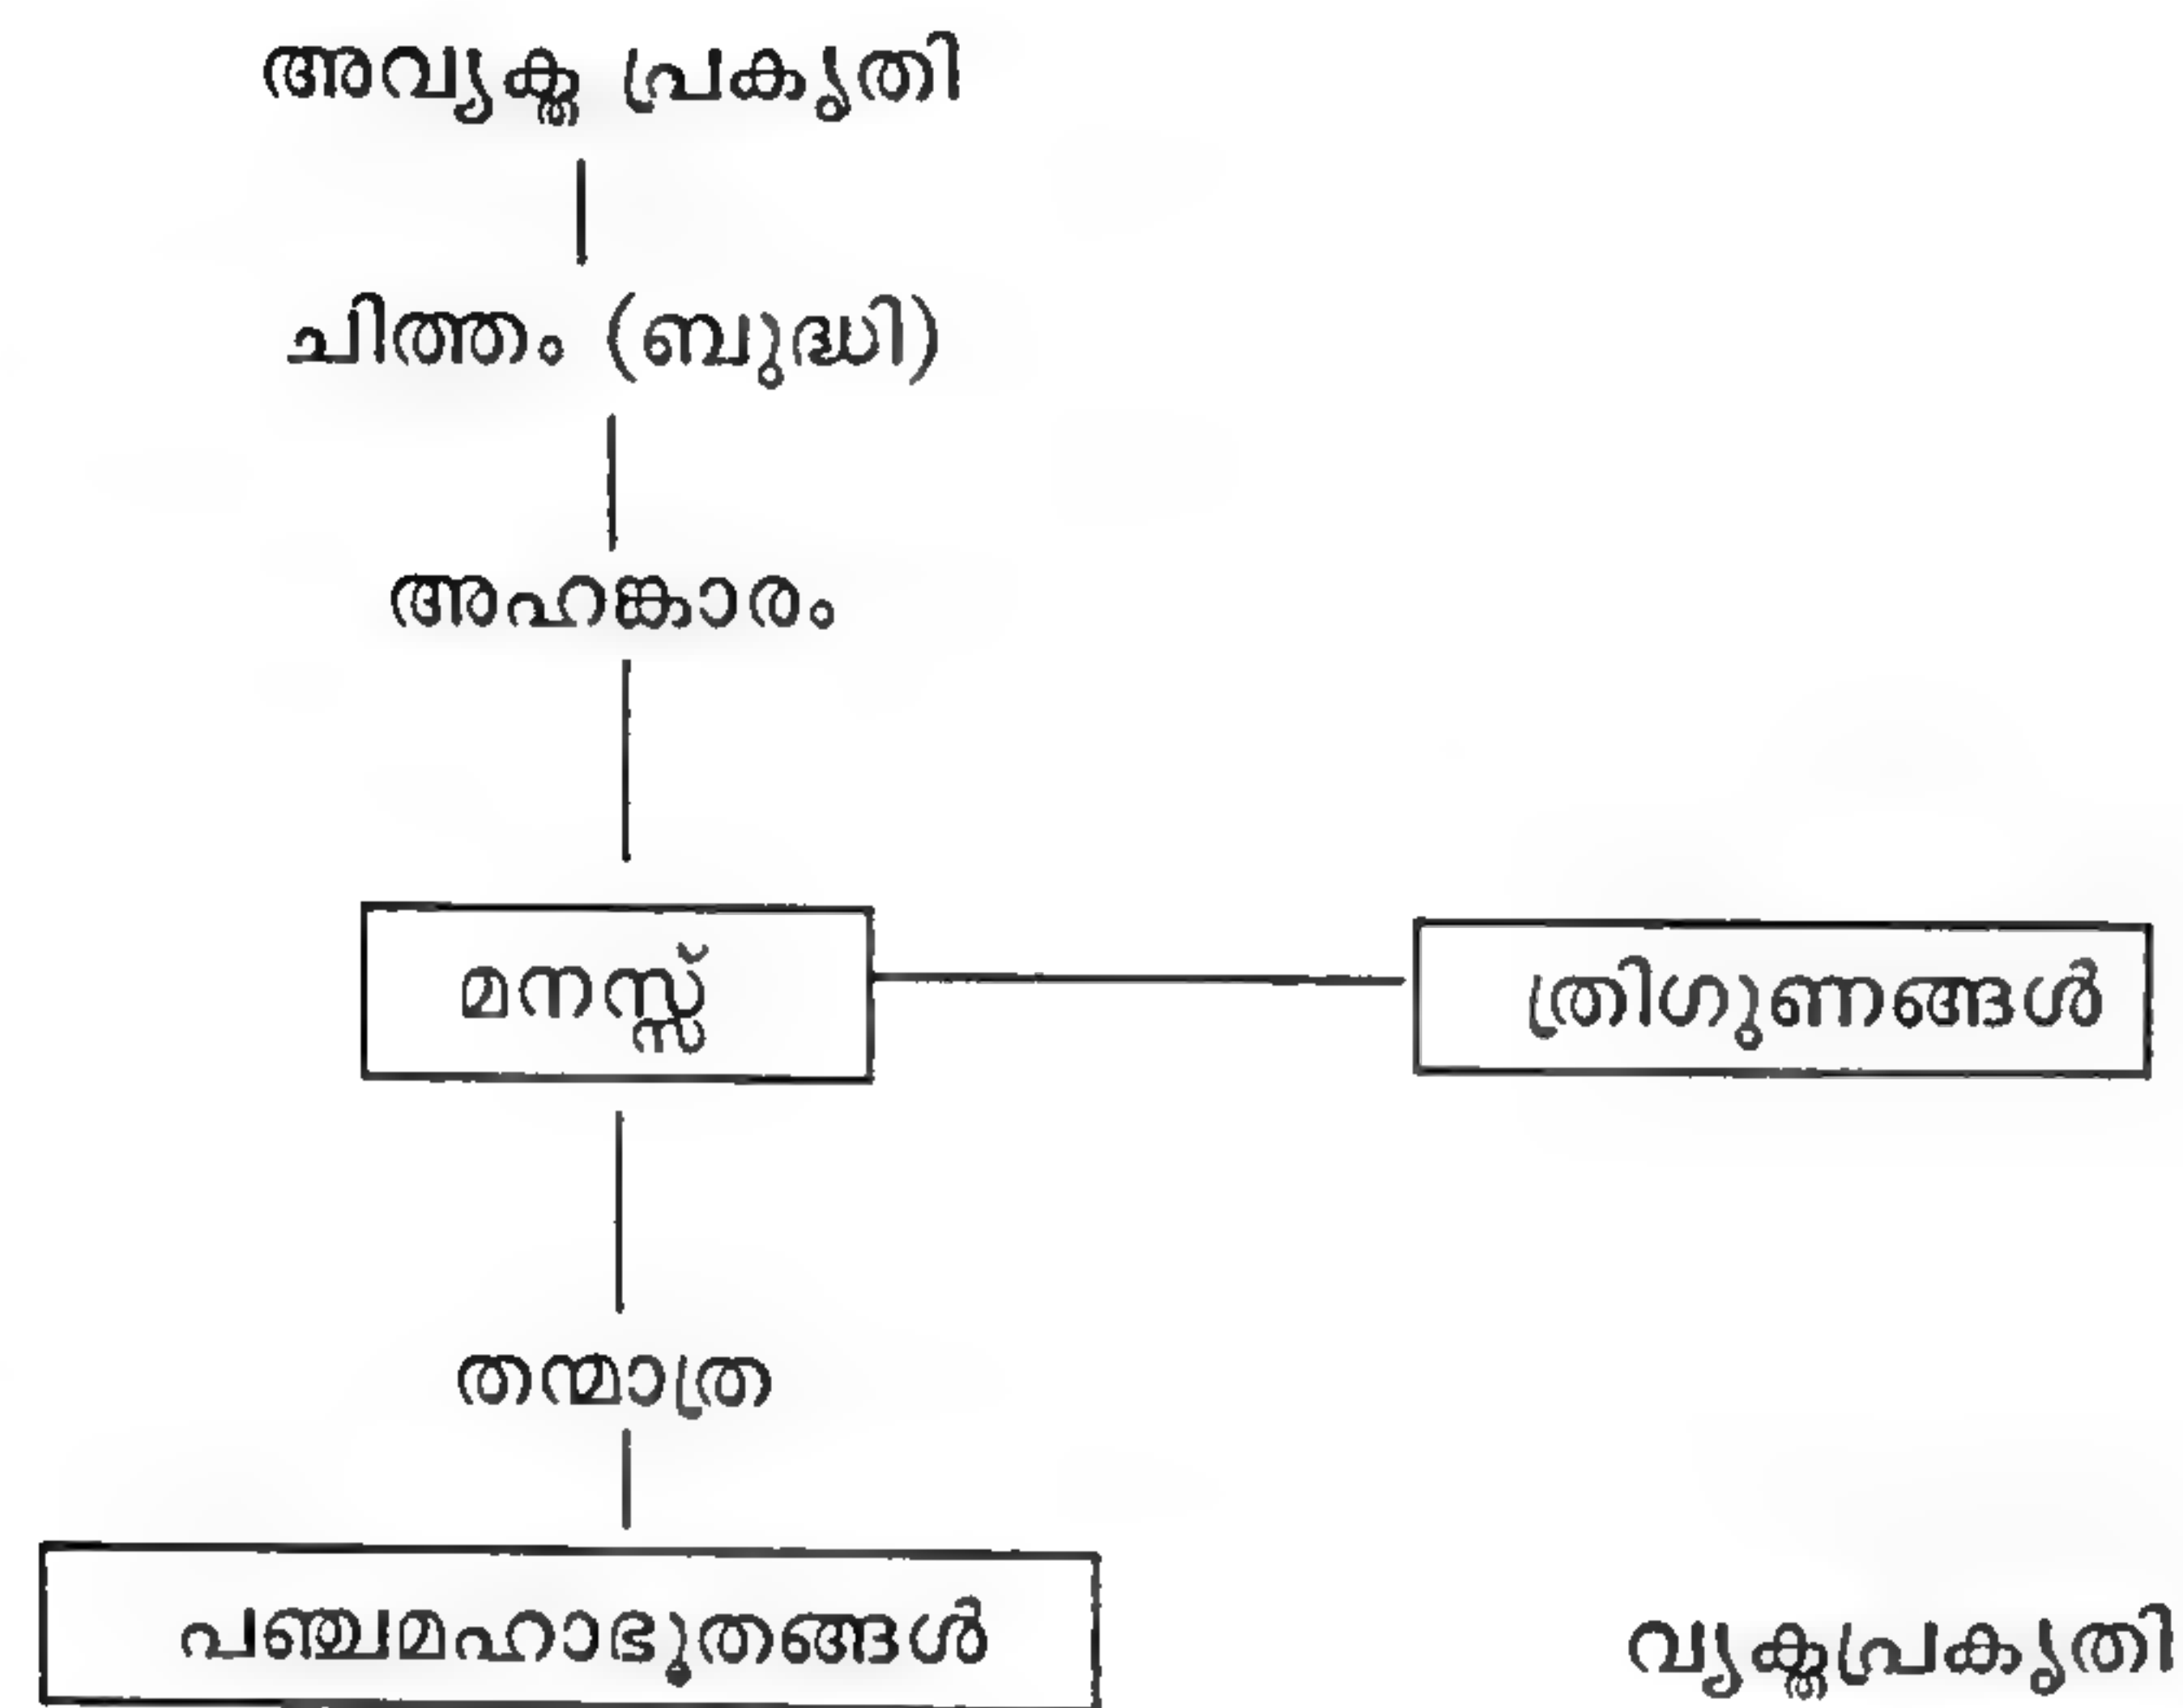 അവ്യക്ത പ്രകൃതി
ചിത്തം (ബുദ്ധി)
അഹങ്കാരം
മനസ്സ്
ത്രിഗുണങ്ങൾ
തന്മാത്ര
പഞ്ചമഹാഭൂതങ്ങൾ
വ്യക്തപ്രകൃതി